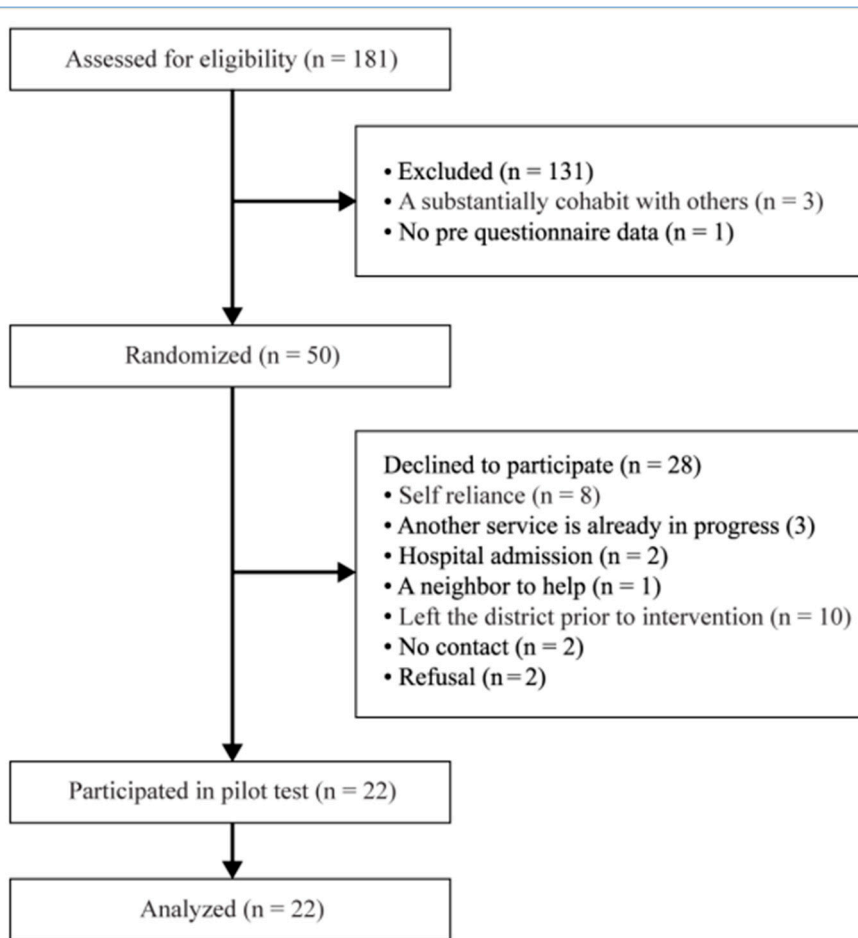 Assessed for eligibility (n = 181)
• Excluded (n = 131)
• A substantially cohabit with others (n = 3)
• No pre questionnaire data (n = 1)
Randomized (n = 50)
Declined to participate (n = 28)
• Self reliance (n = 8)
• Another service is already in progress (3)
• Hospital admission (n = 2)
• A neighbor to help (n = 1)
• Left the district prior to intervention (n = 10)
• No contact (n = 2)
• Refusal (n=2)
Participated in pilot test (n = 22)
Analyzed (n = 22)